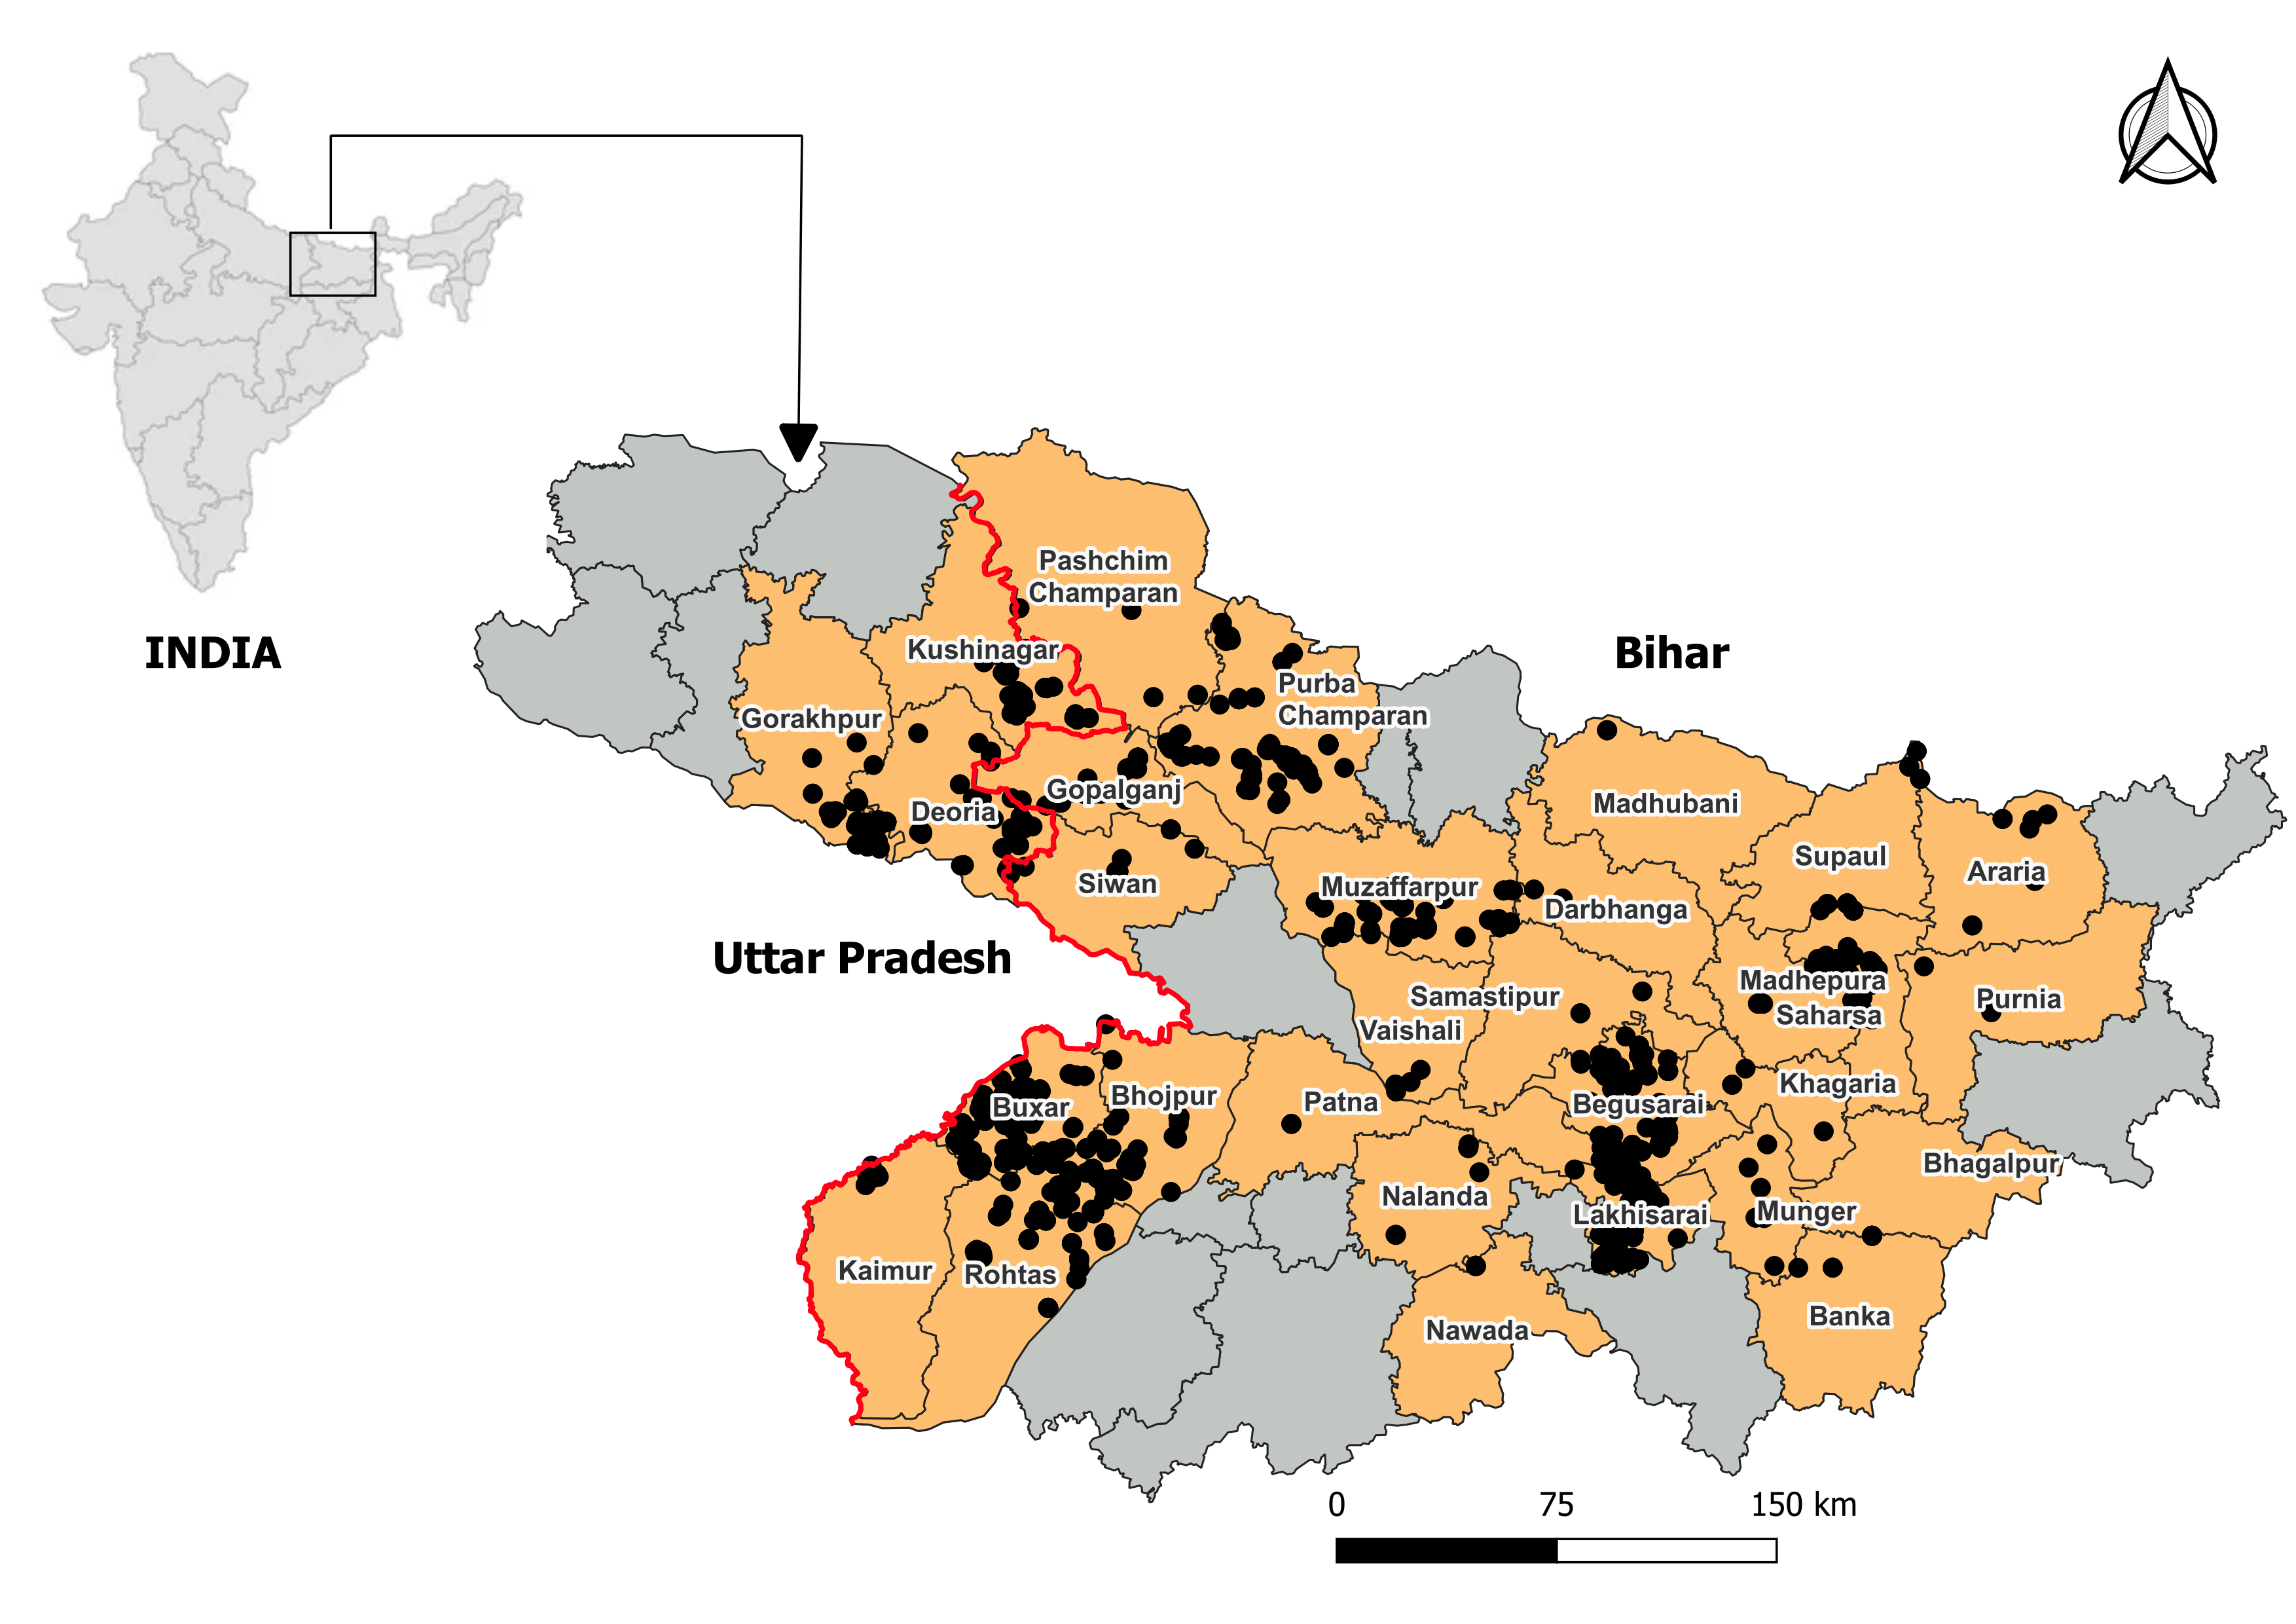 INDIA
Bihar
Uttar Pradesh
Pashchim
Champaran
Kushinagar
Purba
Champaran
Gorakhpur
Gopalganj
Deoria
Madhubani
Siwan
Supaul
Araria
Muzaffarpur
Darbhanga
Madhepura
Samastipur
Purnia
Saharsa
Vaishali
Khagaria
Bhojpur
Patna
Buxar
Begusarai
Bhagalpur
Nalanda
Munger
Lakhisarai
Kaimur
Rohtas
Banka
Nawada
0 75 150 km